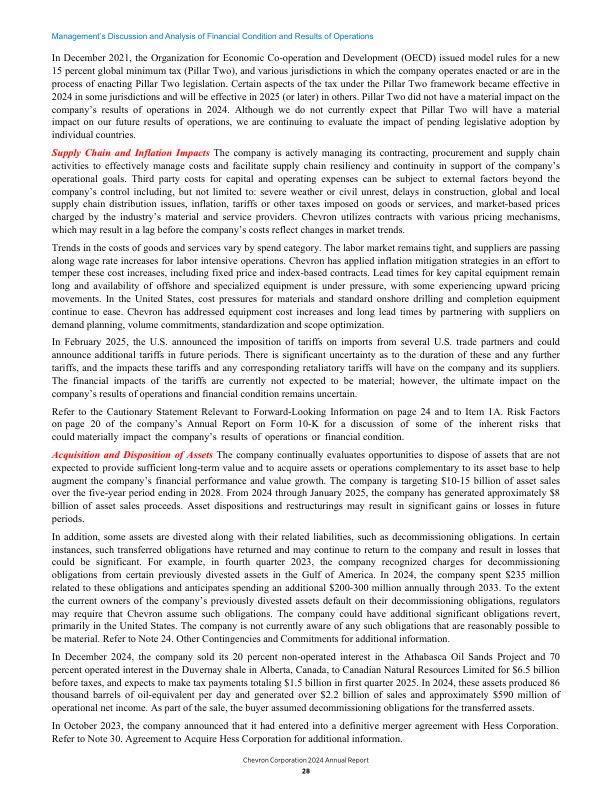 Management's Discussion and Analysis of Financial Condition and Results of Operations
In December 2021, the Organization for Economic Co-operation and Development (OECD) issued model rules for a new
15 percent global minimum tax (Pillar Two), and various jurisdictions in which the company operates enacted or are in the
process of enacting Pillar Two legislation. Certain aspects of the tax under the Pillar Two framework became effective in
2024 in some jurisdictions and will be effective in 2025 (or later) in others. Pillar Two did not have a material impact on the
company's results of operations in 2024. Although we do not currently expect that Pillar Two will have a material
impact on our future results of operations, we are continuing to evaluate the impact of pending legislative adoption by
individual countries.
Supply Chain and Inflation Impacts The company is actively managing its contracting, procurement and supply chain
activities to effectively manage costs and facilitate supply chain resiliency and continuity in support of the company's
operational goals. Third party costs for capital and operating expenses can be subject to external factors beyond the
company's control including, but not limited to: severe weather or civil unrest, delays in construction, global and local
supply chain distribution issues, inflation, tariffs or other taxes imposed on goods or services, and market-based prices
charged by the industry's material and service providers. Chevron utilizes contracts with various pricing mechanisms,
which may result in a lag before the company's costs reflect changes in market trends.
Trends in the costs of goods and services vary by spend category. The labor market remains tight, and suppliers are passing
along wage rate increases for labor intensive operations. Chevron has applied inflation mitigation strategies in an effort to
temper these cost increases, including fixed price and index-based contracts. Lead times for key capital equipment remain
long and availability of offshore and specialized equipment is under pressure, with some experiencing upward pricing
movements. In the United States, cost pressures for materials and standard onshore drilling and completion equipment
continue to ease. Chevron has addressed equipment cost increases and long lead times by partnering with suppliers on
demand planning, volume commitments, standardization and scope optimization.
In February 2025, the U.S. announced the imposition of tariffs on imports from several U.S. trade partners and could
announce additional tariffs in future periods. There is significant uncertainty as to the duration of these and any further
tariffs, and the impacts these tariffs and any corresponding retaliatory tariffs will have on the company and its suppliers.
The financial impacts of the tariffs are currently not expected to be material; however, the ultimate impact on the
company's results of operations and financial condition remains uncertain.
Refer to the Cautionary Statement Relevant to Forward-Looking Information on page 24 and to Item 1A. Risk Factors
on page 20 of the company's Annual Report on Form 10-K for a discussion of some of the inherent risks that
could materially impact the company's results of operations or financial condition.
Acquisition and Disposition of Assets The company continually evaluates opportunities to dispose of assets that are not
expected to provide sufficient long-term value and to acquire assets or operations complementary to its asset base to help
augment the company's financial performance and value growth. The company is targeting $10-15 billion of asset sales
over the five-year period ending in 2028. From 2024 through January 2025, the company has generated approximately $8
billion of asset sales proceeds. Asset dispositions and restructurings may result in significant gains or losses in future
periods.
In addition, some assets are divested along with their related liabilities, such as decommissioning obligations. In certain
instances, such transferred obligations have returned and may continue to return to the company and result in losses that
could be significant. For example, in fourth quarter 2023, the company recognized charges for decommissioning
obligations from certain previously divested assets in the Gulf of America. In 2024, the company spent $235 million
related to these obligations and anticipates spending an additional $200-300 million annually through 2033. To the extent
the current owners of the company's previously divested assets default on their decommissioning obligations, regulators
may require that Chevron assume such obligations. The company could have additional significant obligations revert,
primarily in the United States. The company is not currently aware of any such obligations that are reasonably possible to
be material. Refer to Note 24. Other Contingencies and Commitments for additional information.
In December 2024, the company sold its 20 percent non-operated interest in the Athabasca Oil Sands Project and 70
percent operated interest in the Duvernay shale in Alberta, Canada, to Canadian Natural Resources Limited for $6.5 billion
before taxes, and expects to make tax payments totaling $1.5 billion in first quarter 2025. In 2024, these assets produced 86
thousand barrels of oil-equivalent per day and generated over $2.2 billion of sales and approximately $590 million of
operational net income. As part of the sale, the buyer assumed decommissioning obligations for the transferred assets.
In October 2023, the company announced that it had entered into a definitive merger agreement with Hess Corporation.
Refer to Note 30. Agreement to Acquire Hess Corporation for additional information.
Chevron Corporation 2024 Annual Report
28